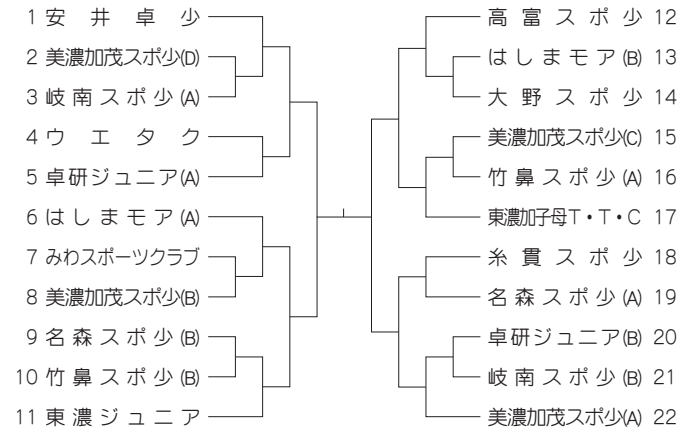 1 安井卓少
2 美濃加茂スポ少(D)
3 岐南スポ少(A)
4 ウエタク
5 卓研ジュニア(A)
6 はしまモア(A)
7 みわスポーツクラブ
8 美濃加茂スポ少(B)
9 名森スポ少(B)
10 竹鼻スポ少(B)
11 東濃ジュニア
高富スポ少 12
はしまモア(B) 13
大野スポ少 14
美濃加茂スポ少(C) 15
竹鼻スポ少(A) 16
東濃加子母T・T・C 17
糸貫スポ少 18
名森スポ少(A) 19
卓研ジュニア(B) 20
岐南スポ少(B) 21
美濃加茂スポ少(A) 22